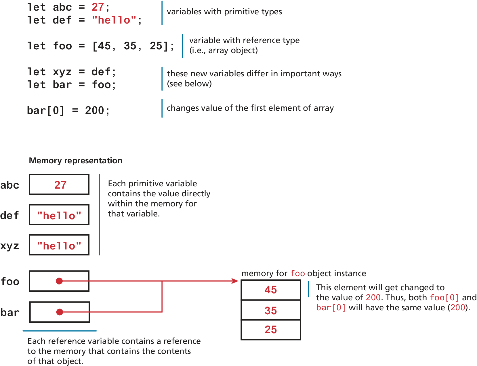 let abc = 27;
let def = "hello";
variables with primitive types
let foo = [45, 35, 25];
variable with reference type
(i.e., array object)
let xyz = def;
let bar = foo;
these new variables differ in important ways
(see below)
bar[0] = 200;
changes value of the first element of array
Memory representation
abc 27
Each primitive variable
contains the value directly
within the memory for
that variable.
def "hello"
xyz "hello"
foo
bar
memory for foo object instance
45
35
25
This element will get changed to
the value of 200. Thus, both foo[0] and
bar[0] will have the same value (200).
Each reference variable contains a reference
to the memory that contains the contents
of that object.